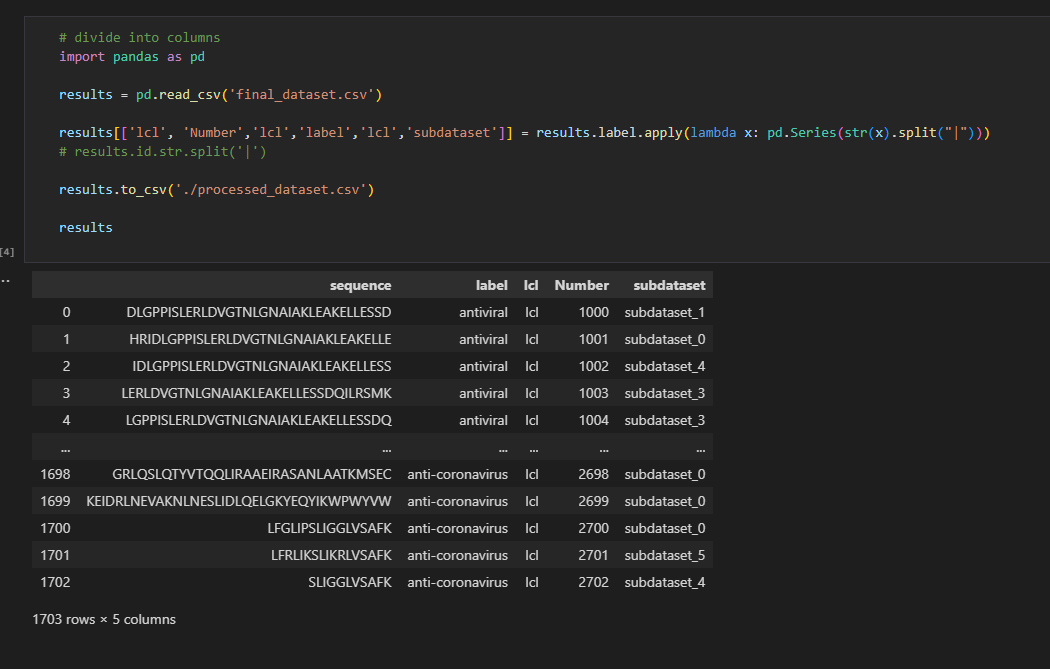 # divide into columns
import pandas as pd
results = pd.read_csv('final_dataset.csv')
results[['lcl', 'Number','lcl','label','lcl','subdataset']] = results.label.apply(lambda x: pd.Series(str(x).split("|")))
# results.id.str.split('|')
results.to_csv('./processed_dataset.csv')
results
[4]
..
sequence label lcl Number subdataset
0 DLGPPISLERLDVGTNLGNAIAKLEAKELLESSD antiviral lcl 1000 subdataset_1
1 HRIDLGPPISLERLDVGTNLGNAIAKLEAKELLE antiviral lcl 1001 subdataset_0
2 IDLGPPISLERLDVGTNLGNAIAKLEAKELLESS antiviral lcl 1002 subdataset_4
3 LERLDVGTNLGNAIAKLEAKELLESSDQILRSMK antiviral lcl 1003 subdataset_3
4 LGPPISLERLDVGTNLGNAIAKLEAKELLESSDQ antiviral lcl 1004 subdataset_3
... ... ... ... ... ...
1698 GRLQSLQTYVTQQLIRAAEIRASANLAATKMSEC anti-coronavirus lcl 2698 subdataset_0
1699 KEIDRLNEVAKNLNESLIDLQELGKYEQYIKWPWYVW anti-coronavirus lcl 2699 subdataset_0
1700 LFGLIPSLIGGLVSAFK anti-coronavirus lcl 2700 subdataset_0
1701 LFRLIKSLIKRLVSAFK anti-coronavirus lcl 2701 subdataset_5
1702 SLIGGLVSAFK anti-coronavirus lcl 2702 subdataset_4
1703 rows × 5 columns